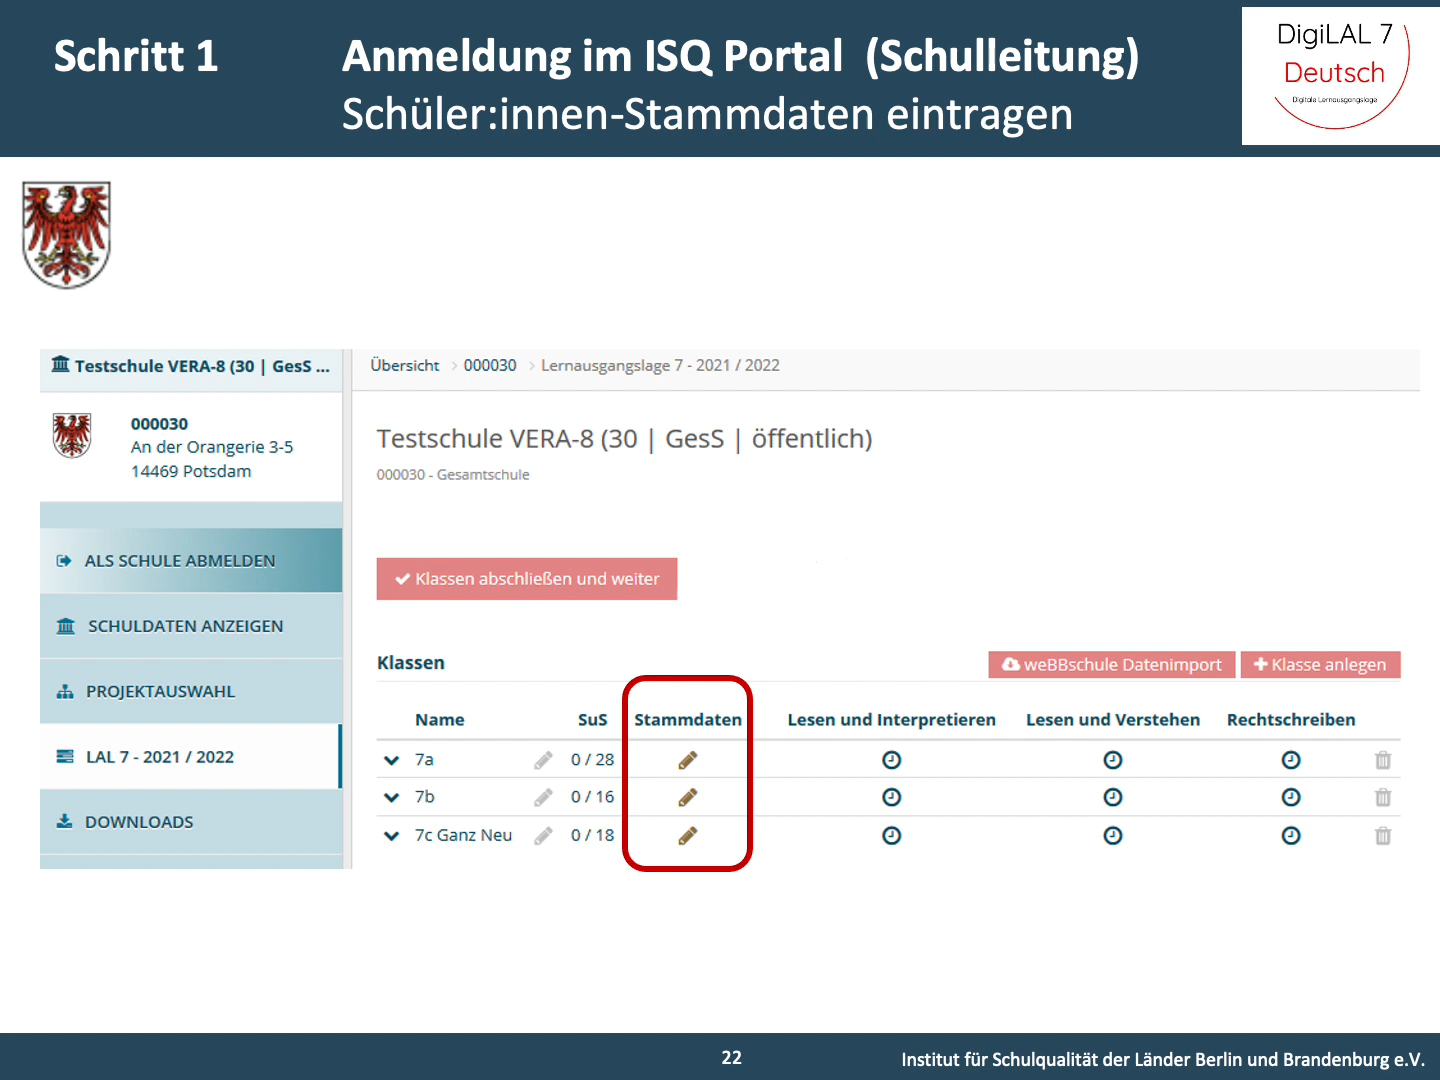 Schritt 1
Anmeldung im ISQ Portal (Schulleitung)
Schüler:innen-Stammdaten eintragen
DigiLAL 7
Deutsch
Digitale Lernausgangslage
Testschule VERA-8 (30 | GesS ...
000030
An der Orangerie 3-5
14469 Potsdam
ALS SCHULE ABMELDEN
SCHULDATEN ANZEIGEN
PROJEKTAUSWAHL
LAL 7 - 2021 / 2022
DOWNLOADS
Übersicht > 000030 > Lernausgangslage 7 - 2021 / 2022
Testschule VERA-8 (30 | GesS | öffentlich)
000030 - Gesamtschule
Klassen abschließen und weiter
Klassen
weBBschule Datenimport
Klasse anlegen
Name SuS Stammdaten Lesen und Interpretieren Lesen und Verstehen Rechtschreiben
7a 0 / 28
7b 0 / 16
7c Ganz Neu 0 / 18
22
Institut für Schulqualität der Länder Berlin und Brandenburg e.V.